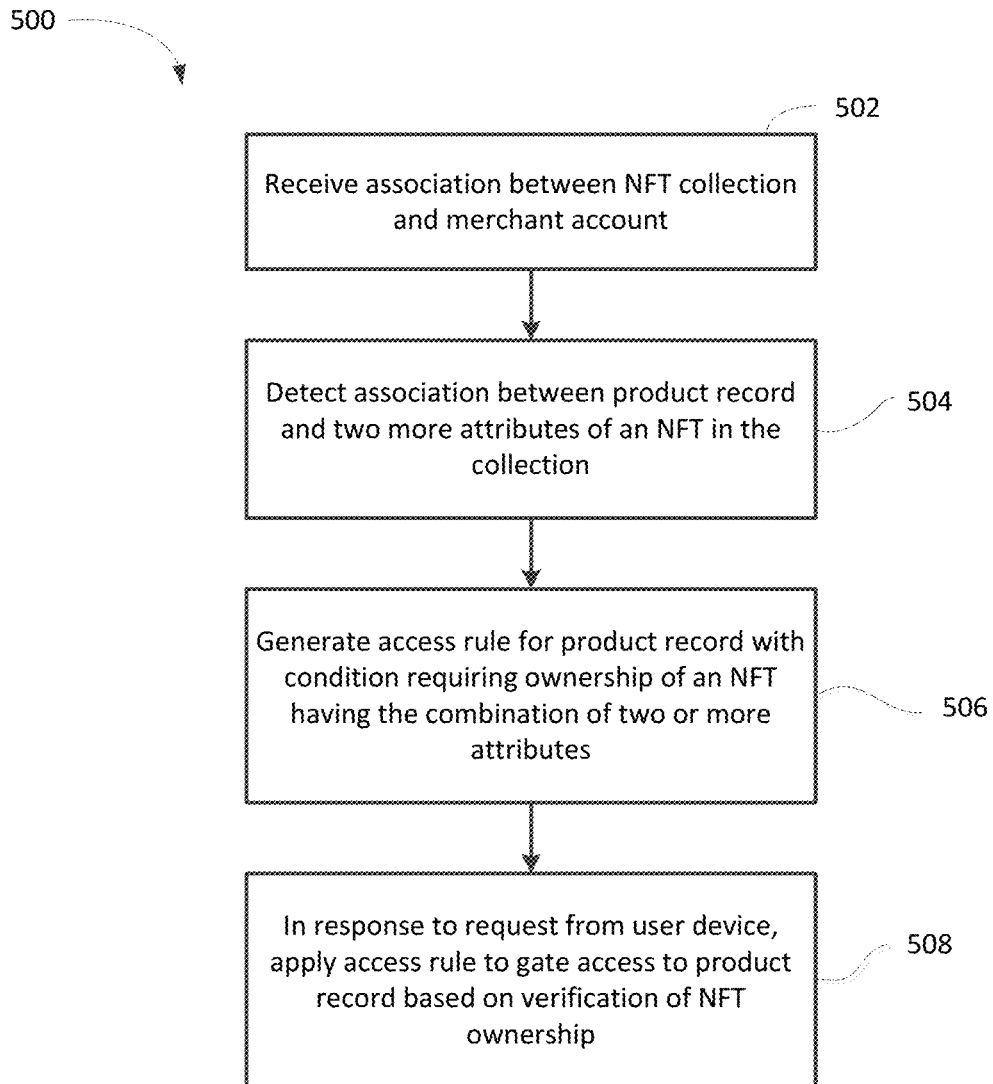 500
502
Receive association between NFT collection
and merchant account
Detect association between product record
and two more attributes of an NFT in the
collection
504
Generate access rule for product record with
condition requiring ownership of an NFT
having the combination of two or more
attributes
506
In response to request from user device,
apply access rule to gate access to product
record based on verification of NFT
ownership
508